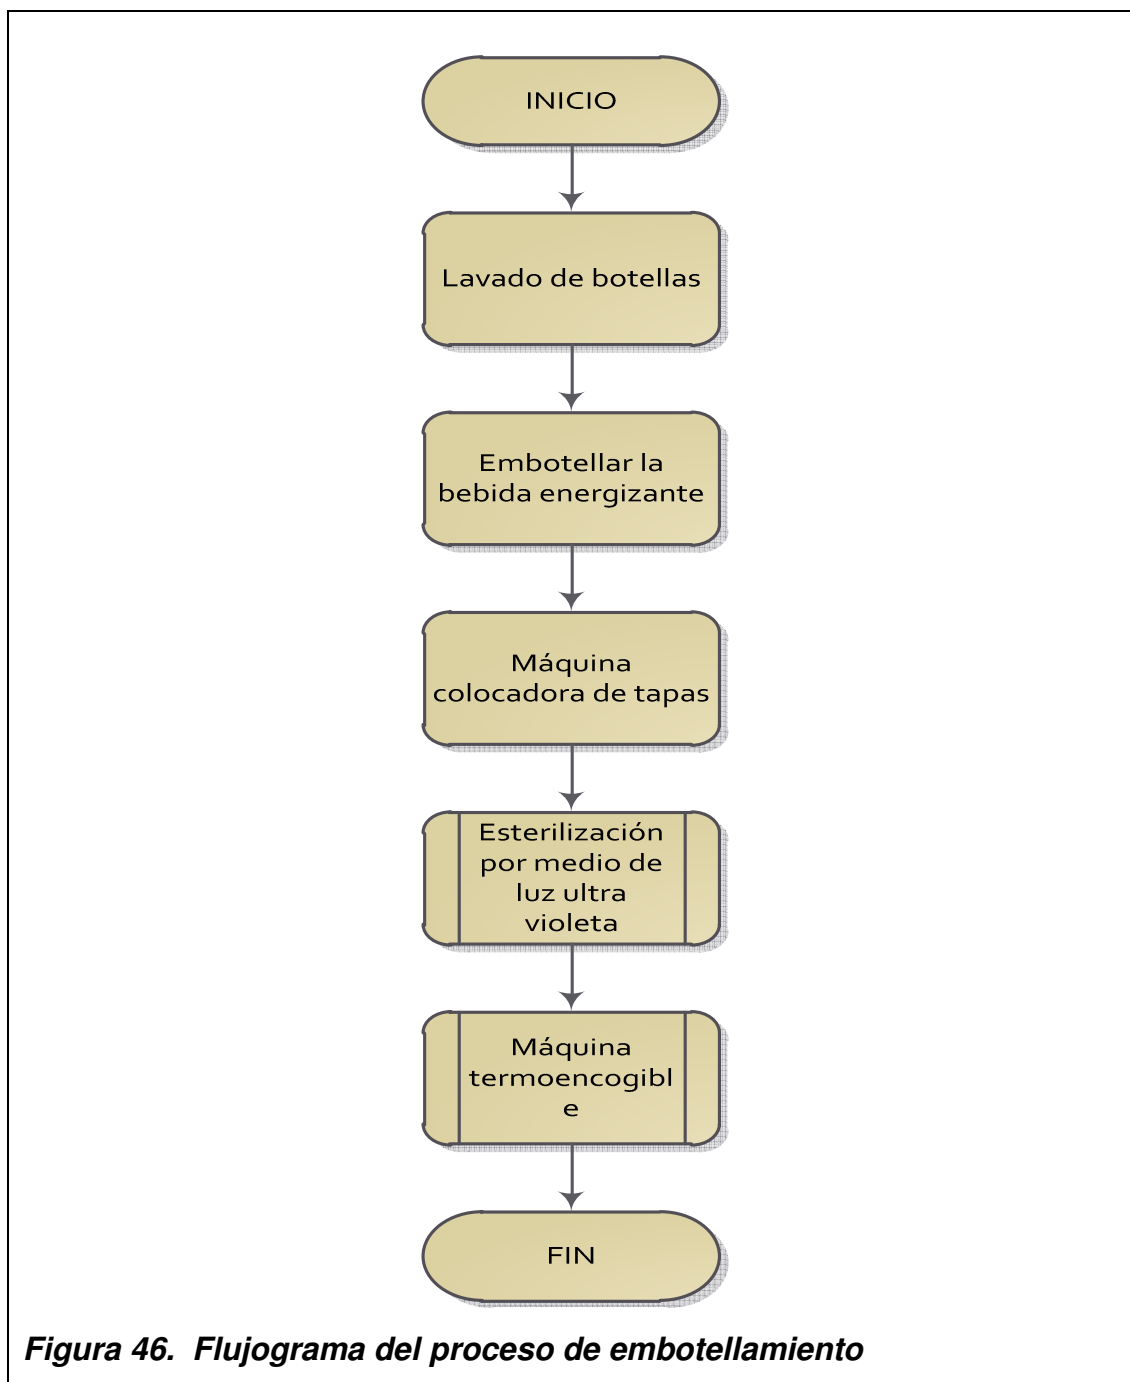 INICIO
Lavado de botellas
Embotellar la
bebida energizante
Máquina
colocadora de tapas
Esterilización
por medio de
luz ultra
violeta
Máquina
termoencogibl
e
FIN
Figura 46.  Flujograma del proceso de embotellamiento